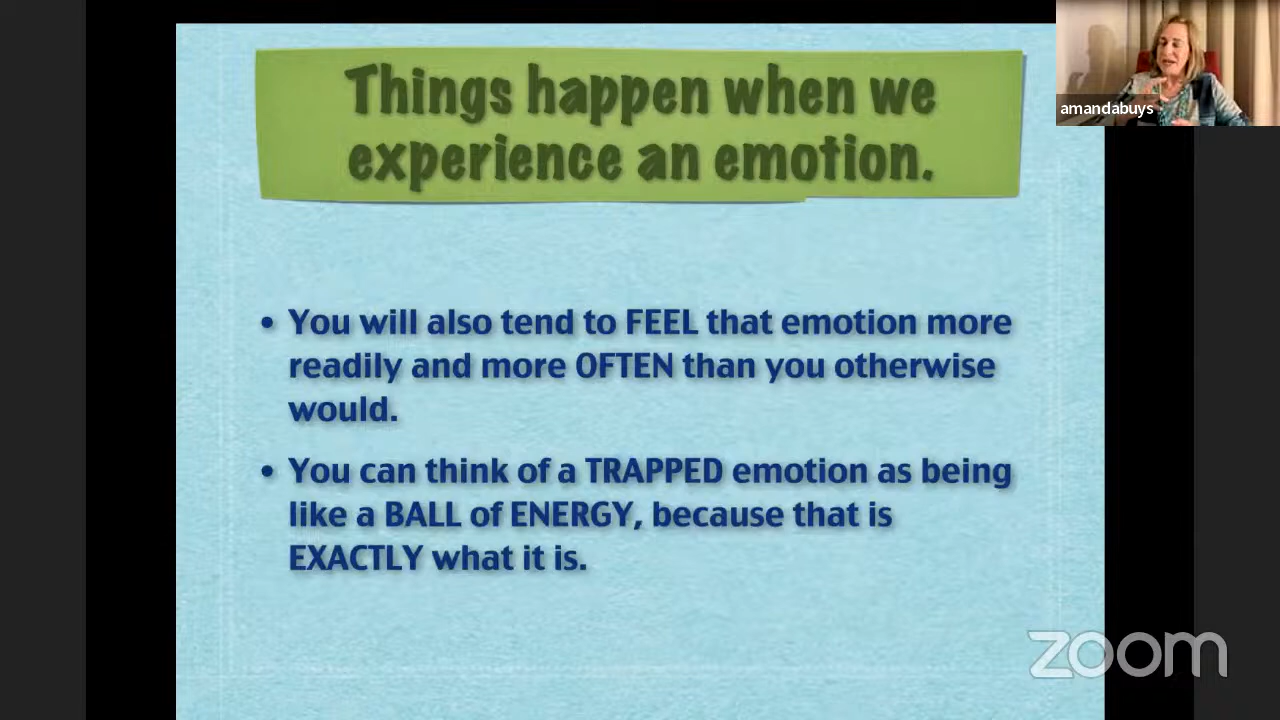 Things happen when we
experience an emotion.
amandabuys
• You will also tend to FEEL that emotion more
readily and more OFTEN than you otherwise
would.
• You can think of a TRAPPED emotion as being
like a BALL of ENERGY, because that is
EXACTLY what it is.
zoom